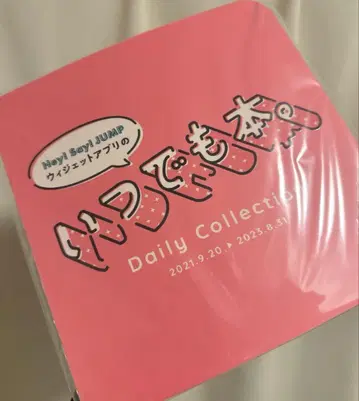 Hey! Say! JUMP
ウィジェットアプリの
いつでも本。
Daily Collection
2021.9.20 ▶ 2023.8.31